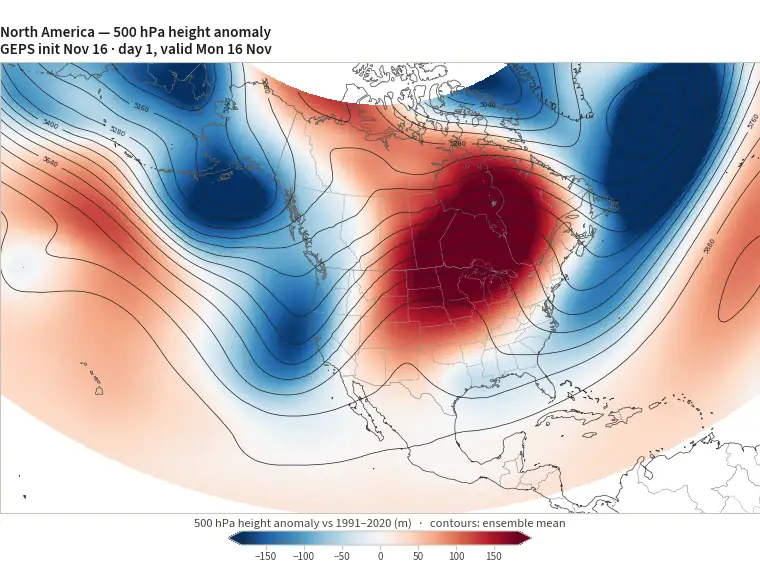 North America — 500 hPa height anomaly
GEPS init Nov 16 · day 1, valid Mon 16 Nov
5160
5040
5400
5280
5280
5760
5640
5880
500 hPa height anomaly vs 1991–2020 (m) · contours: ensemble mean
−150 −100 −50 0 50 100 150